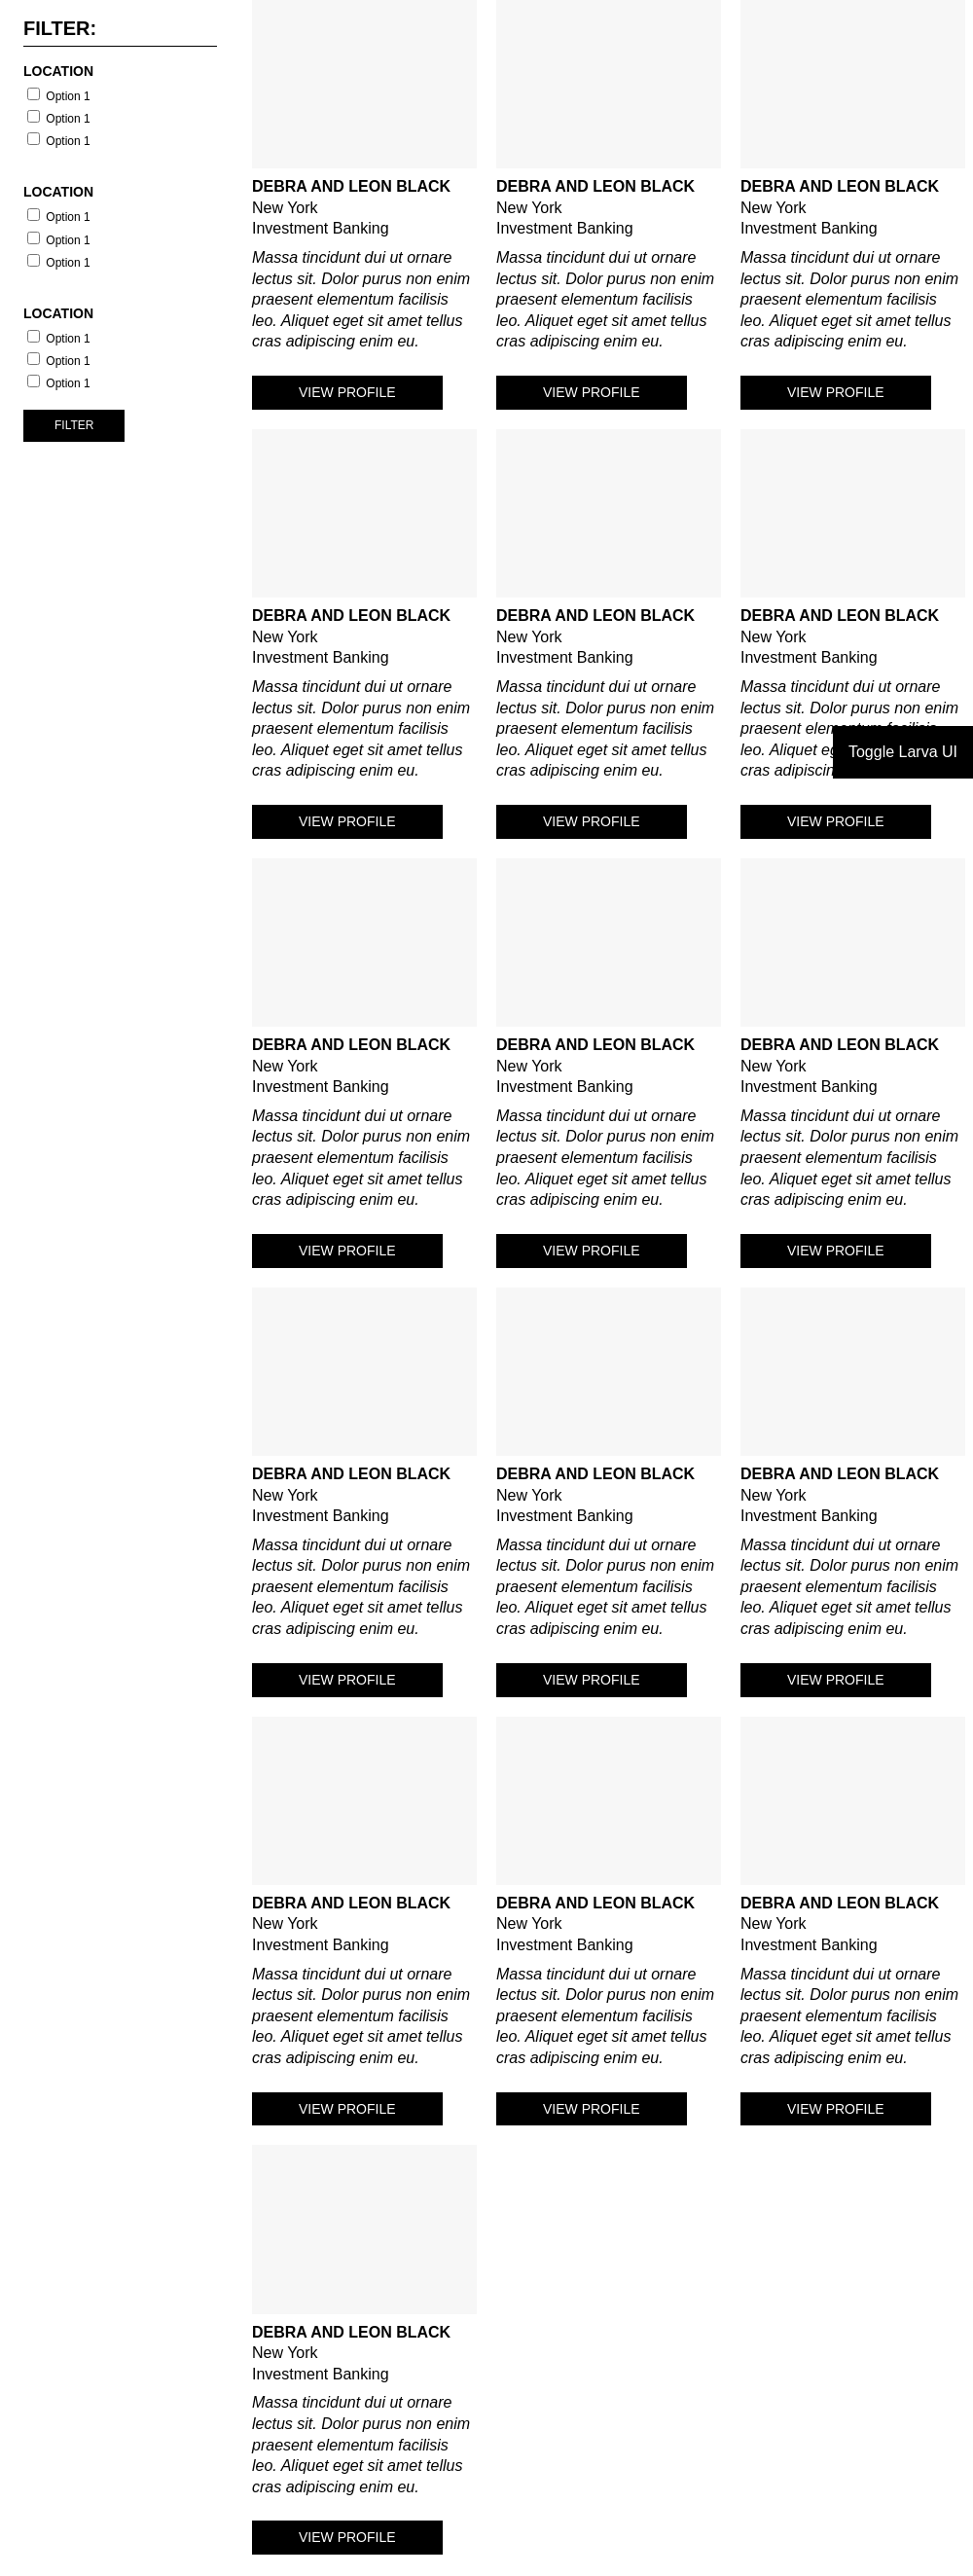 FILTER:
LOCATION
Option 1
Option 1
Option 1
LOCATION
Option 1
Option 1
Option 1
LOCATION
Option 1
Option 1
Option 1
FILTER
DEBRA AND LEON BLACK
New York
Investment Banking
Massa tincidunt dui ut ornare
lectus sit. Dolor purus non enim
praesent elementum facilisis
leo. Aliquet eget sit amet tellus
cras adipiscing enim eu.
VIEW PROFILE
DEBRA AND LEON BLACK
New York
Investment Banking
Massa tincidunt dui ut ornare
lectus sit. Dolor purus non enim
praesent elementum facilisis
leo. Aliquet eget sit amet tellus
cras adipiscing enim eu.
VIEW PROFILE
DEBRA AND LEON BLACK
New York
Investment Banking
Massa tincidunt dui ut ornare
lectus sit. Dolor purus non enim
praesent elementum facilisis
leo. Aliquet eget sit amet tellus
cras adipiscing enim eu.
VIEW PROFILE
DEBRA AND LEON BLACK
New York
Investment Banking
Massa tincidunt dui ut ornare
lectus sit. Dolor purus non enim
praesent elementum facilisis
leo. Aliquet eget sit amet tellus
cras adipiscing enim eu.
VIEW PROFILE
DEBRA AND LEON BLACK
New York
Investment Banking
Massa tincidunt dui ut ornare
lectus sit. Dolor purus non enim
praesent elementum facilisis
leo. Aliquet eget sit amet tellus
cras adipiscing enim eu.
VIEW PROFILE
DEBRA AND LEON BLACK
New York
Investment Banking
Massa tincidunt dui ut ornare
lectus sit. Dolor purus non enim
praesent
leo. Aliquet
cras
Toggle Larva UI
VIEW PROFILE
DEBRA AND LEON BLACK
New York
Investment Banking
Massa tincidunt dui ut ornare
lectus sit. Dolor purus non enim
praesent elementum facilisis
leo. Aliquet eget sit amet tellus
cras adipiscing enim eu.
VIEW PROFILE
DEBRA AND LEON BLACK
New York
Investment Banking
Massa tincidunt dui ut ornare
lectus sit. Dolor purus non enim
praesent elementum facilisis
leo. Aliquet eget sit amet tellus
cras adipiscing enim eu.
VIEW PROFILE
DEBRA AND LEON BLACK
New York
Investment Banking
Massa tincidunt dui ut ornare
lectus sit. Dolor purus non enim
praesent elementum facilisis
leo. Aliquet eget sit amet tellus
cras adipiscing enim eu.
VIEW PROFILE
DEBRA AND LEON BLACK
New York
Investment Banking
Massa tincidunt dui ut ornare
lectus sit. Dolor purus non enim
praesent elementum facilisis
leo. Aliquet eget sit amet tellus
cras adipiscing enim eu.
VIEW PROFILE
DEBRA AND LEON BLACK
New York
Investment Banking
Massa tincidunt dui ut ornare
lectus sit. Dolor purus non enim
praesent elementum facilisis
leo. Aliquet eget sit amet tellus
cras adipiscing enim eu.
VIEW PROFILE
DEBRA AND LEON BLACK
New York
Investment Banking
Massa tincidunt dui ut ornare
lectus sit. Dolor purus non enim
praesent elementum facilisis
leo. Aliquet eget sit amet tellus
cras adipiscing enim eu.
VIEW PROFILE
DEBRA AND LEON BLACK
New York
Investment Banking
Massa tincidunt dui ut ornare
lectus sit. Dolor purus non enim
praesent elementum facilisis
leo. Aliquet eget sit amet tellus
cras adipiscing enim eu.
VIEW PROFILE
DEBRA AND LEON BLACK
New York
Investment Banking
Massa tincidunt dui ut ornare
lectus sit. Dolor purus non enim
praesent elementum facilisis
leo. Aliquet eget sit amet tellus
cras adipiscing enim eu.
VIEW PROFILE
DEBRA AND LEON BLACK
New York
Investment Banking
Massa tincidunt dui ut ornare
lectus sit. Dolor purus non enim
praesent elementum facilisis
leo. Aliquet eget sit amet tellus
cras adipiscing enim eu.
VIEW PROFILE
DEBRA AND LEON BLACK
New York
Investment Banking
Massa tincidunt dui ut ornare
lectus sit. Dolor purus non enim
praesent elementum facilisis
leo. Aliquet eget sit amet tellus
cras adipiscing enim eu.
VIEW PROFILE